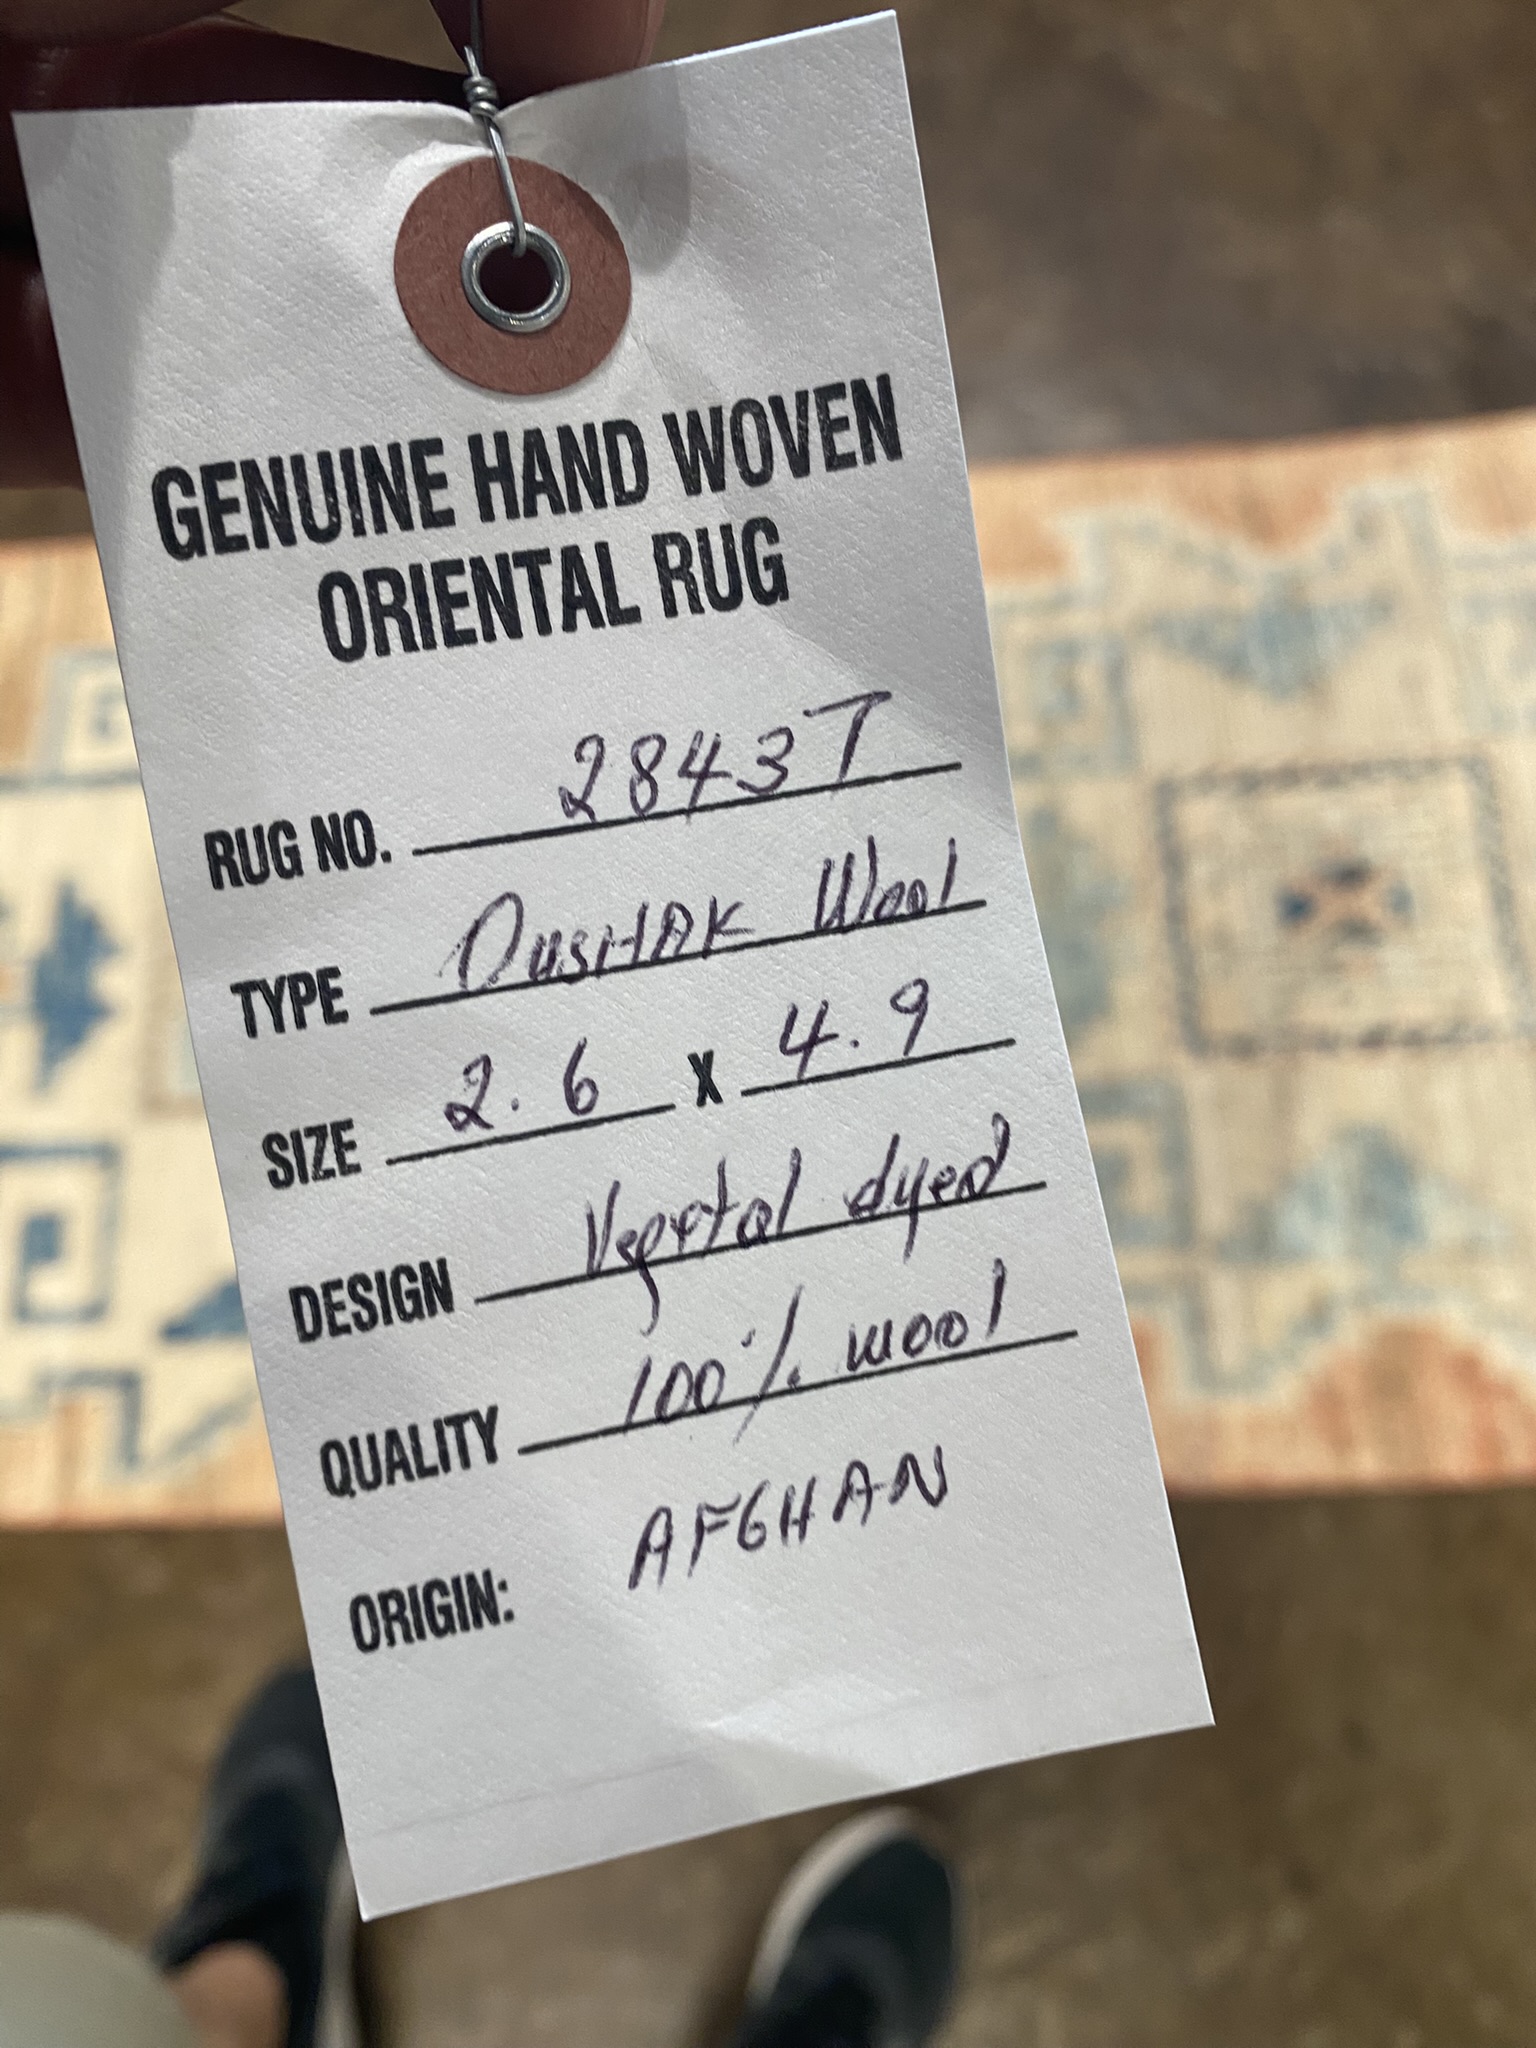 GENUINE HAND WOVEN
ORIENTAL RUG
RUG NO. 28437
TYPE OUSHAK Wool
SIZE 2.6 X 4.9
DESIGN Vegetal dyed
QUALITY 100% wool
ORIGIN: AFGHAN